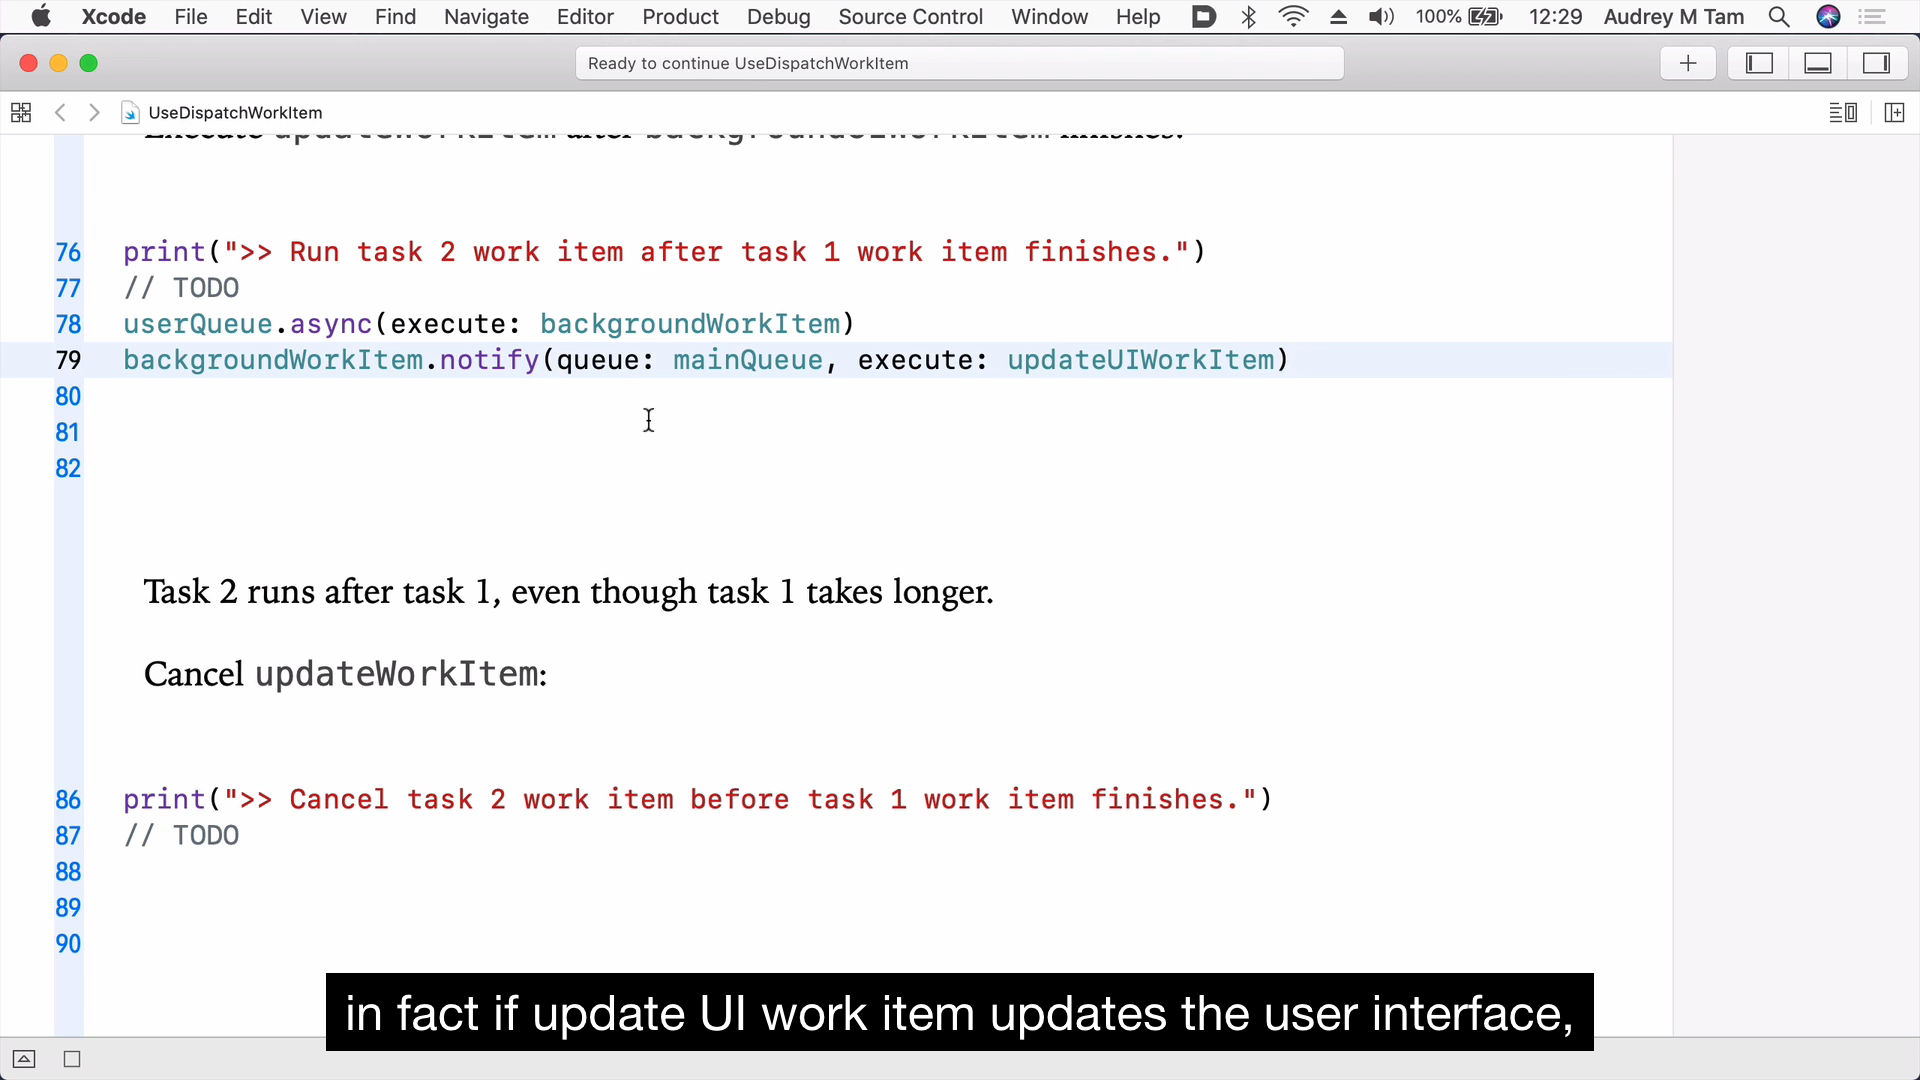 Xcode File Edit View Find Navigate Editor Product Debug Source Control Window Help 100% 12:29 Audrey M Tam
Ready to continue UseDispatchWorkItem
UseDispatchWorkItem
Execute updateWorkItem after backgroundUIWorkItem finishes.
76 print(">> Run task 2 work item after task 1 work item finishes.")
77 // TODO
78 userQueue.async(execute: backgroundWorkItem)
79 backgroundWorkItem.notify(queue: mainQueue, execute: updateUIWorkItem)
80
81
82
Task 2 runs after task 1, even though task 1 takes longer.
Cancel updateWorkItem:
86 print(">> Cancel task 2 work item before task 1 work item finishes.")
87 // TODO
88
89
90
in fact if update UI work item updates the user interface,